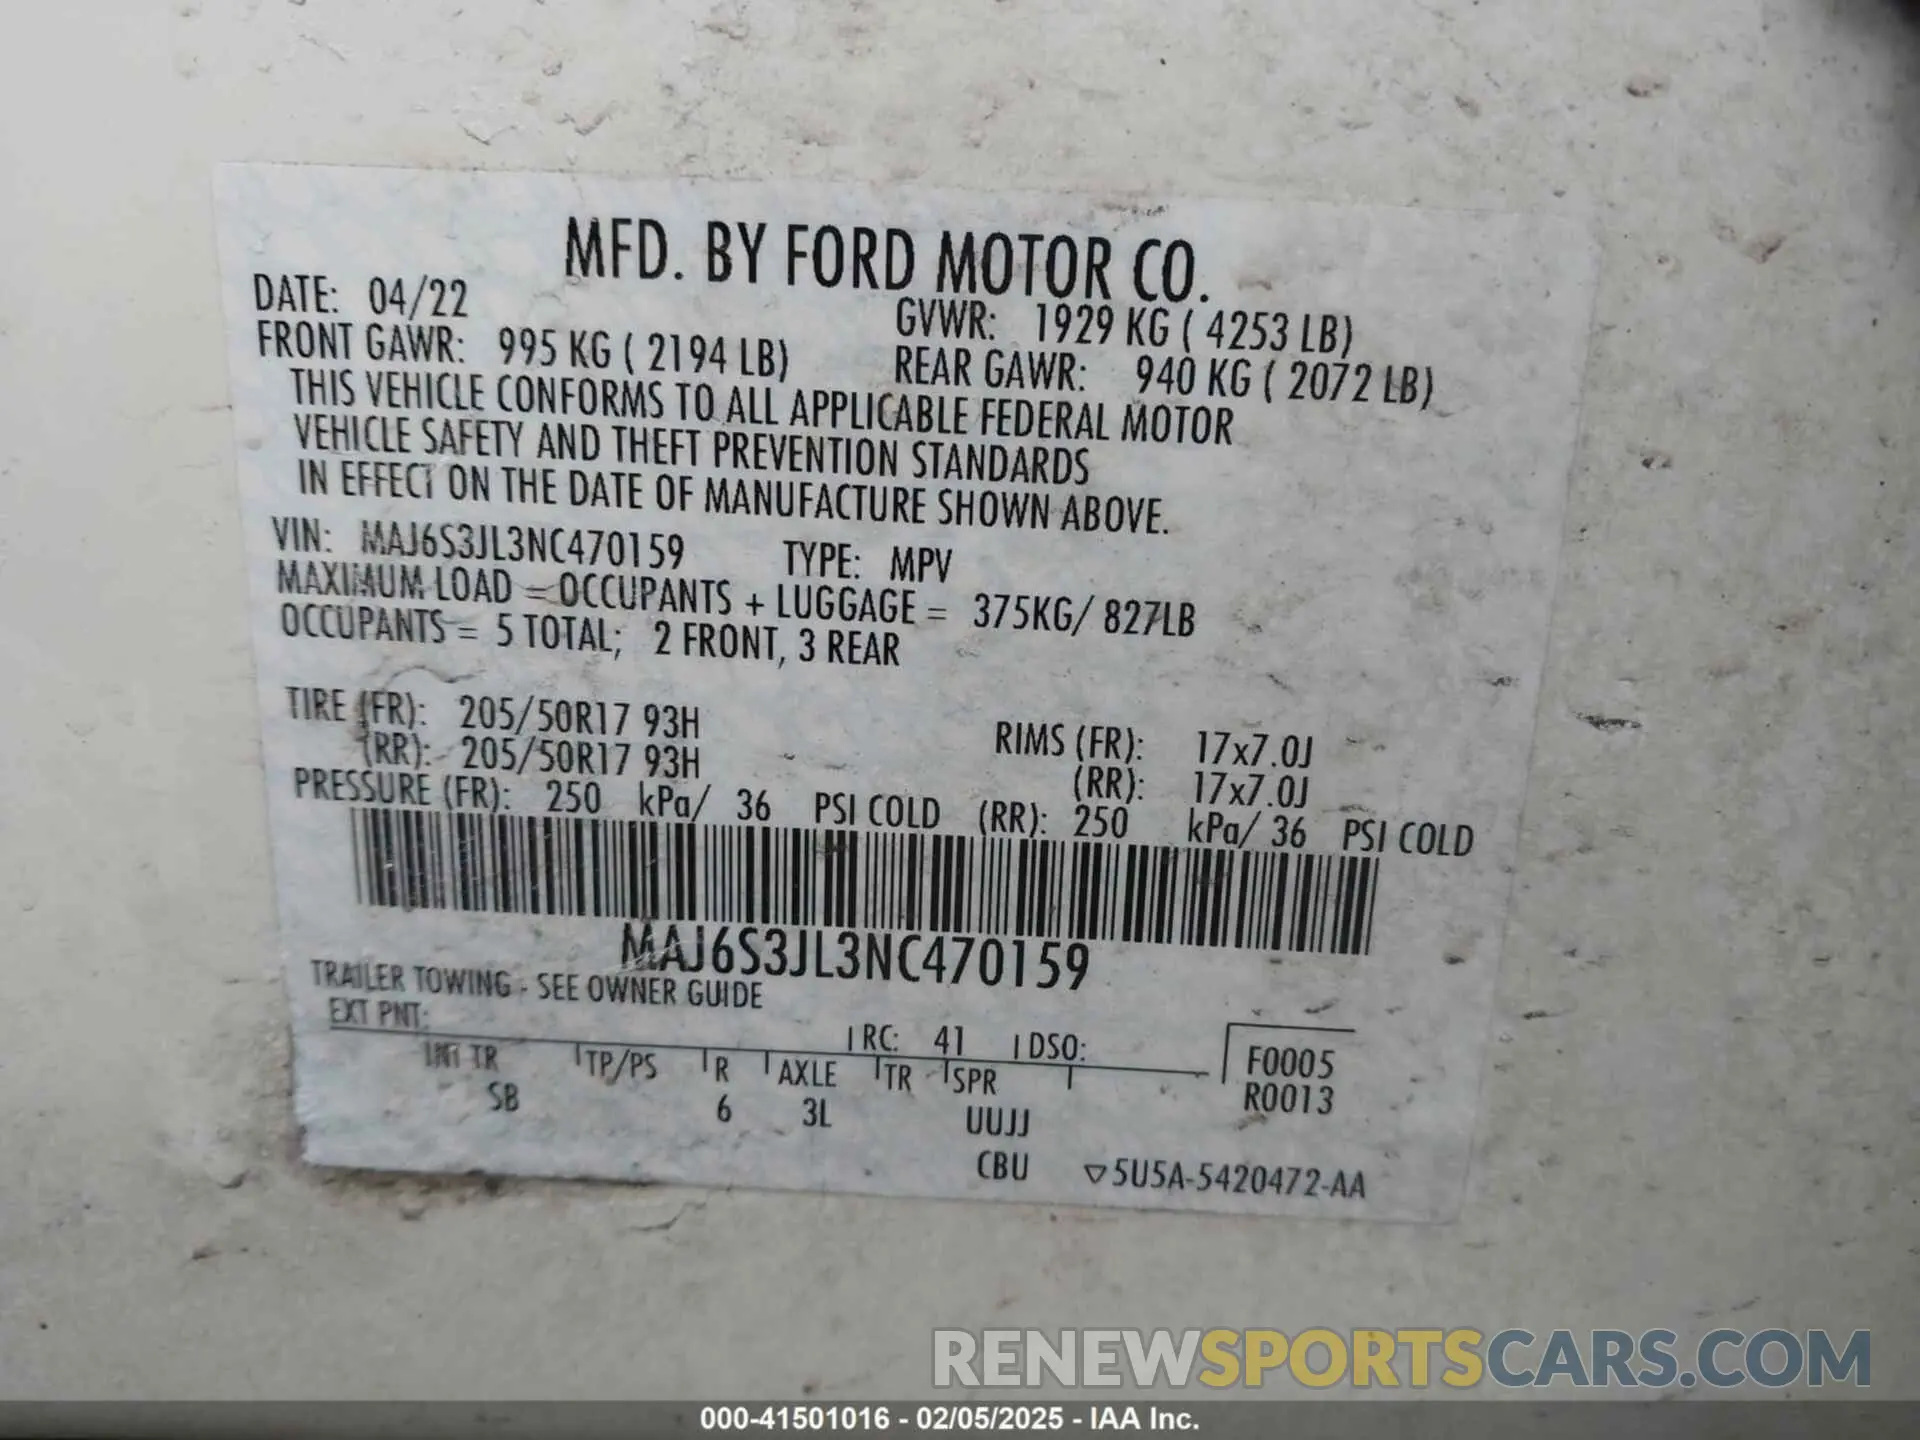 MFD. BY FORD MOTOR CO.
DATE: 04/22 GVWR: 1929 KG ( 4253 LB)
FRONT GAWR: 995 KG ( 2194 LB) REAR GAWR: 940 KG ( 2072 LB)
THIS VEHICLE CONFORMS TO ALL APPLICABLE FEDERAL MOTOR
VEHICLE SAFETY AND THEFT PREVENTION STANDARDS
IN EFFECT ON THE DATE OF MANUFACTURE SHOWN ABOVE.
VIN: MAJ6S3JL3NC470159 TYPE: MPV
MAXIMUM LOAD = OCCUPANTS + LUGGAGE = 375KG/ 827LB
OCCUPANTS = 5 TOTAL; 2 FRONT, 3 REAR
TIRE (FR): 205/50R17 93H RIMS (FR): 17x7.0J
(RR): 205/50R17 93H (RR): 17x7.0J
PRESSURE (FR): 250 kPa/ 36 PSI COLD (RR): 250 kPa/ 36 PSI COLD
MAJ6S3JL3NC470159
TRAILER TOWING - SEE OWNER GUIDE
EXT PNT: RC: 41 DSO: F0005
INT TR TP/PS R AXLE TR SPR R0013
SB 6 3L UUJJ
CBU ▽5U5A-5420472-AA
RENEWSPORTSCARS.COM
000-41501016 - 02/05/2025 - IAA Inc.